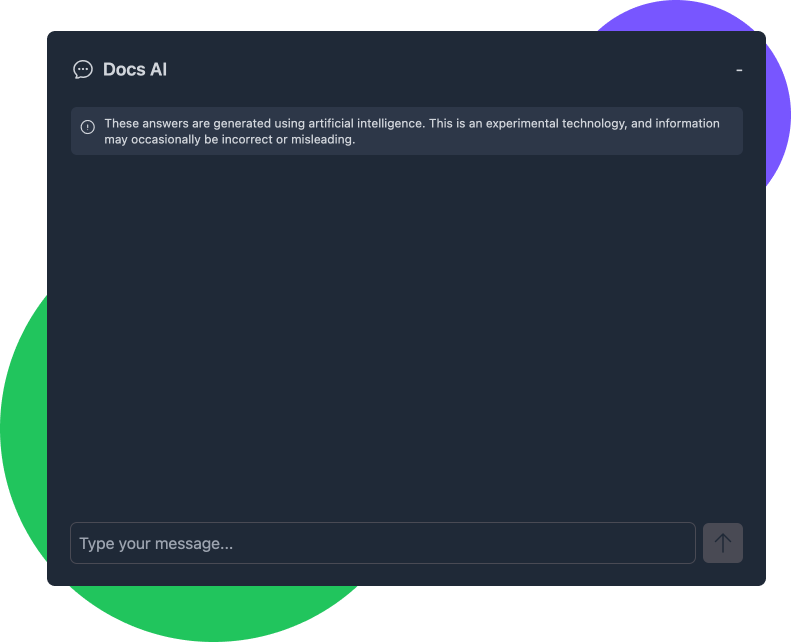 Docs AI
-
These answers are generated using artificial intelligence. This is an experimental technology, and information
may occasionally be incorrect or misleading.
Type your message...